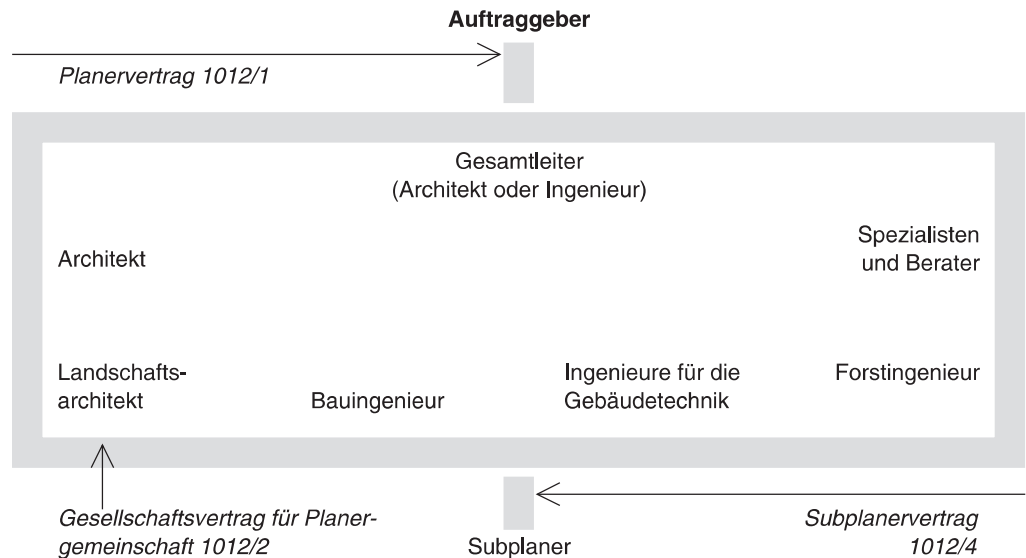 Auftraggeber
Planervertrag 1012/1
Gesamtleiter
(Architekt oder Ingenieur)
Architekt
Spezialisten
und Berater
Landschafts-
architekt
Bauingenieur
Ingenieure für die
Gebäudetechnik
Forstingenieur
Gesellschaftsvertrag für Planer-
gemeinschaft 1012/2
Subplaner
Subplanervertrag
1012/4